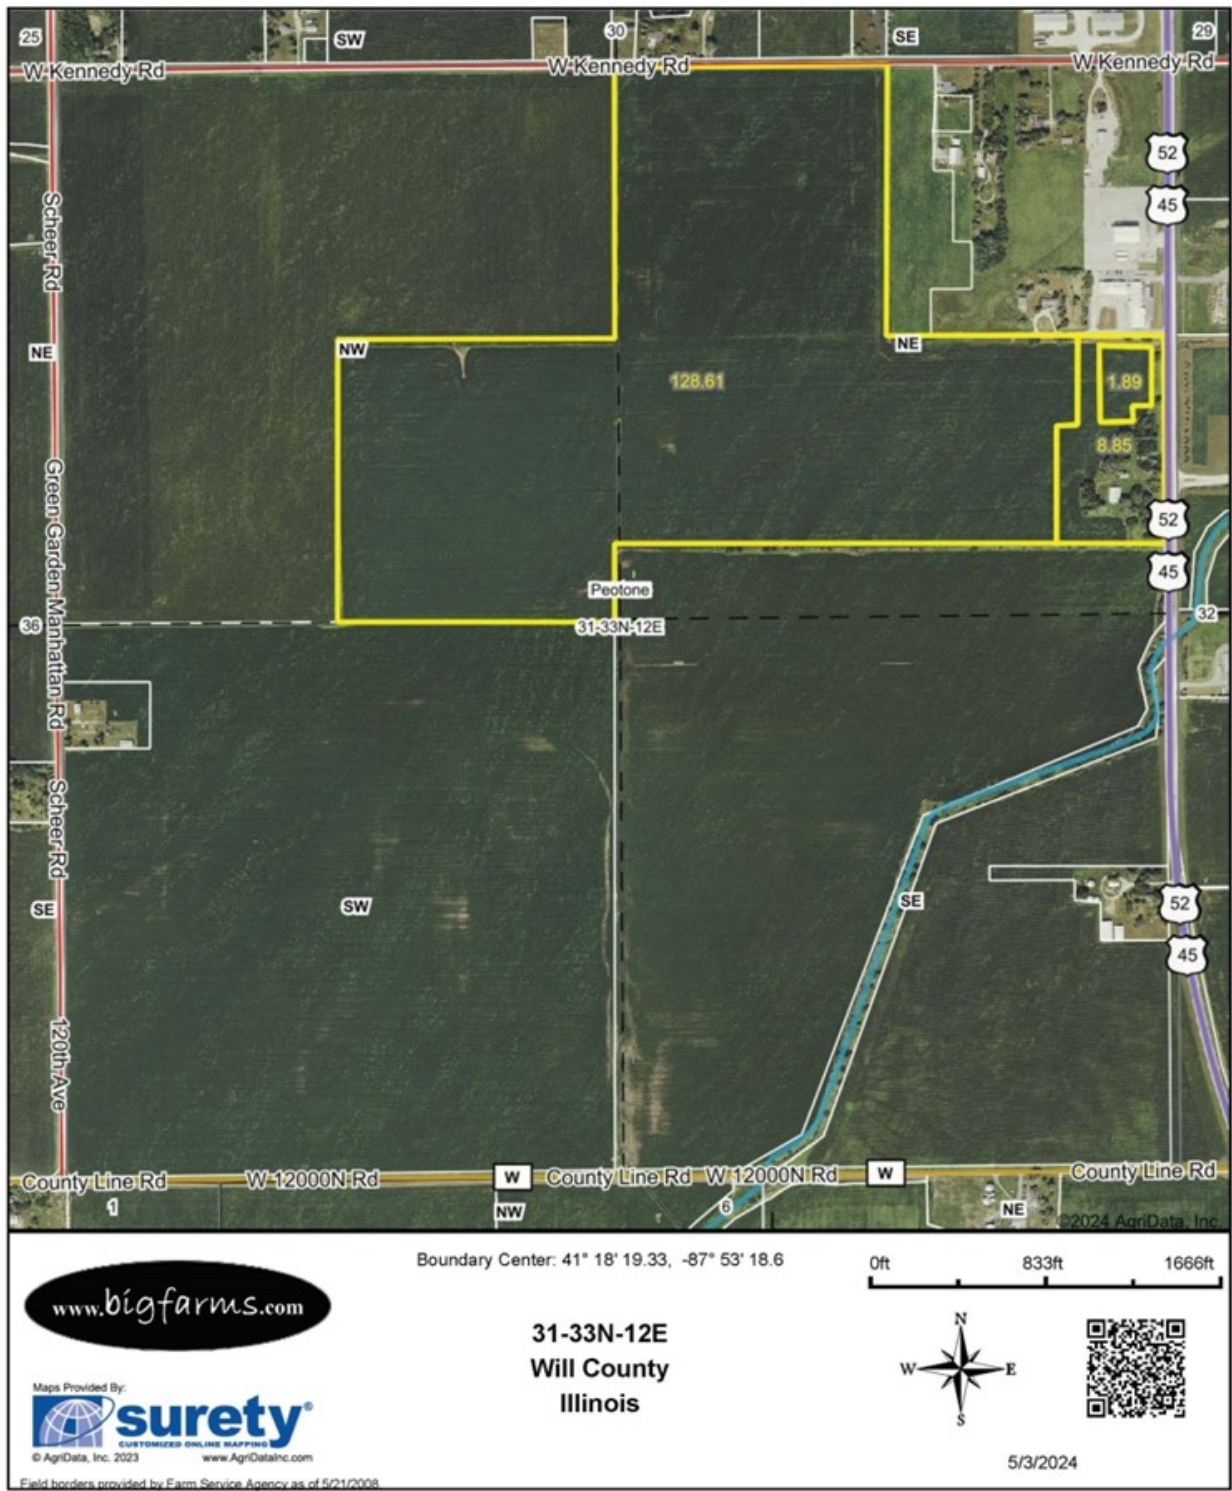 25
SW
30
SE
29
W Kennedy Rd
W Kennedy Rd
W Kennedy Rd
52
45
Scheer Rd
NE
NW
NE
128.61
1.89
8.85
Green Garden Manhattan Rd
52
45
Peotone
36
31-33N-12E
32
Scheer Rd
SE
SW
SE
52
45
120th Ave
County Line Rd
W 12000N Rd
W
County Line Rd
W 12000N Rd
W
County Line Rd
1
NW
6
NE
©2024 AgriData, Inc.
Boundary Center: 41° 18' 19.33, -87° 53' 18.6
0ft 833ft 1666ft
www.bigfarms.com
31-33N-12E
Will County
Illinois
N
W E
S
Maps Provided By:
surety®
CUSTOMIZED ONLINE MAPPING
© AgriData, Inc. 2023 www.AgriDataInc.com
5/3/2024
Field borders provided by Farm Service Agency as of 5/21/2008.